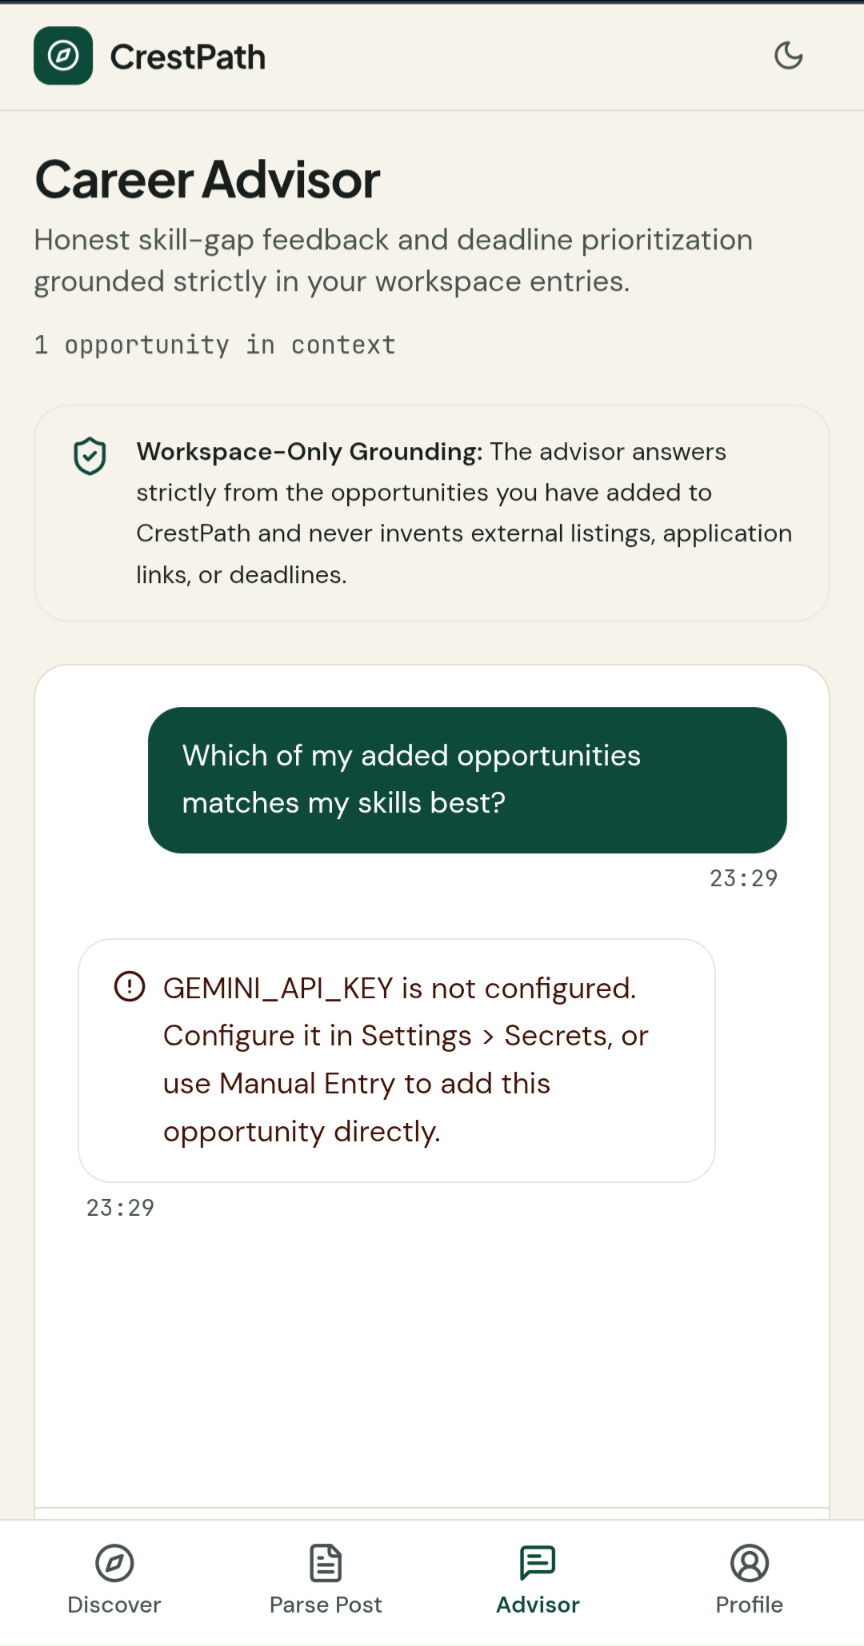 CrestPath
Career Advisor
Honest skill-gap feedback and deadline prioritization
grounded strictly in your workspace entries.
1 opportunity in context
Workspace-Only Grounding: The advisor answers
strictly from the opportunities you have added to
CrestPath and never invents external listings, application
links, or deadlines.
Which of my added opportunities
matches my skills best?
23:29
GEMINI_API_KEY is not configured.
Configure it in Settings > Secrets, or
use Manual Entry to add this
opportunity directly.
23:29
Discover
Parse Post
Advisor
Profile